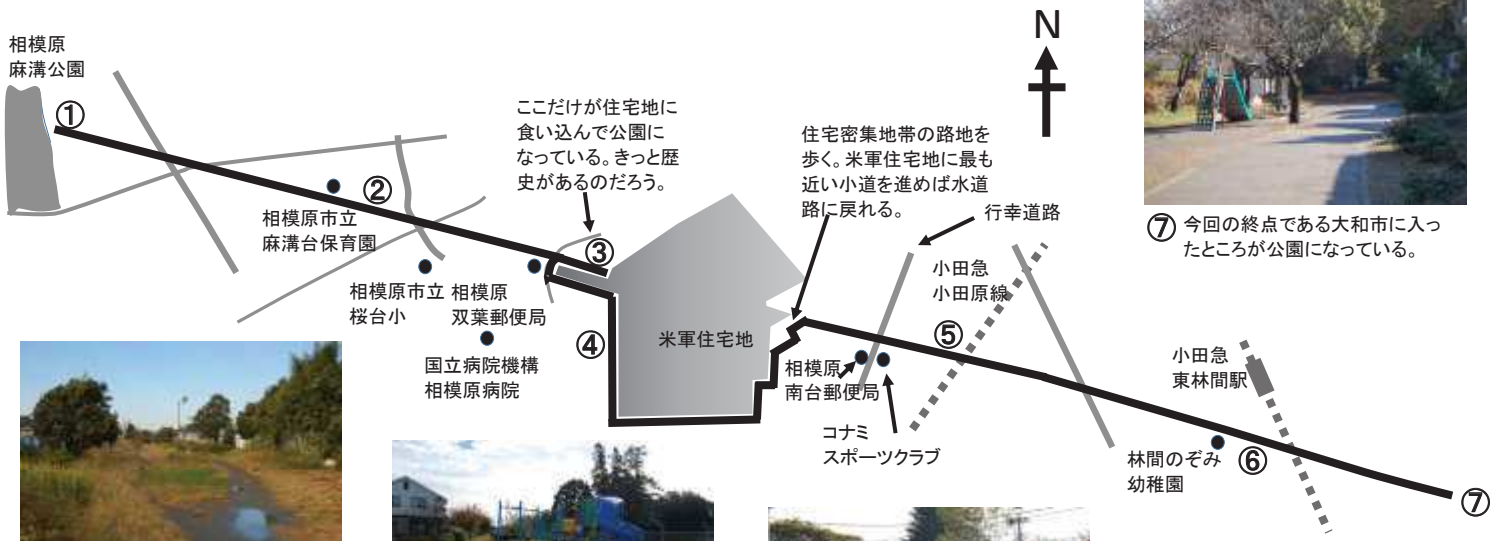 相模原
麻溝公園
①
②
相模原市立
麻溝台保育園
相模原市立
桜台小
相模原
双葉郵便局
国立病院機構
相模原病院
ここだけが住宅地に
食い込んで公園に
なっている。きっと歴
史があるのだろう。
③
④
米軍住宅地
住宅密集地帯の路地を
歩く。米軍住宅地に最も
近い小道を進めば水道
路に戻れる。
N
行幸道路
小田急
小田原線
⑤
相模原
南台郵便局
コナミ
スポーツクラブ
小田急
東林間駅
林間のぞみ
幼稚園
⑥
⑦
⑦ 今回の終点である大和市に入っ
たところが公園になっている。